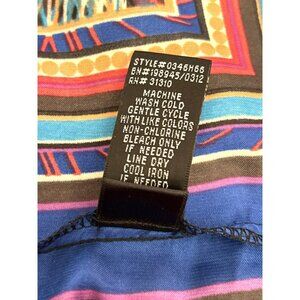 STYLE#0346H66
BN#198945/0312
RN#31310
MACHINE
WASH COLD
GENTLE CYCLE
WITH LIKE COLORS
NON-CHLORINE
BLEACH ONLY
IF NEEDED
LINE DRY
COOL IRON
IF NEEDED